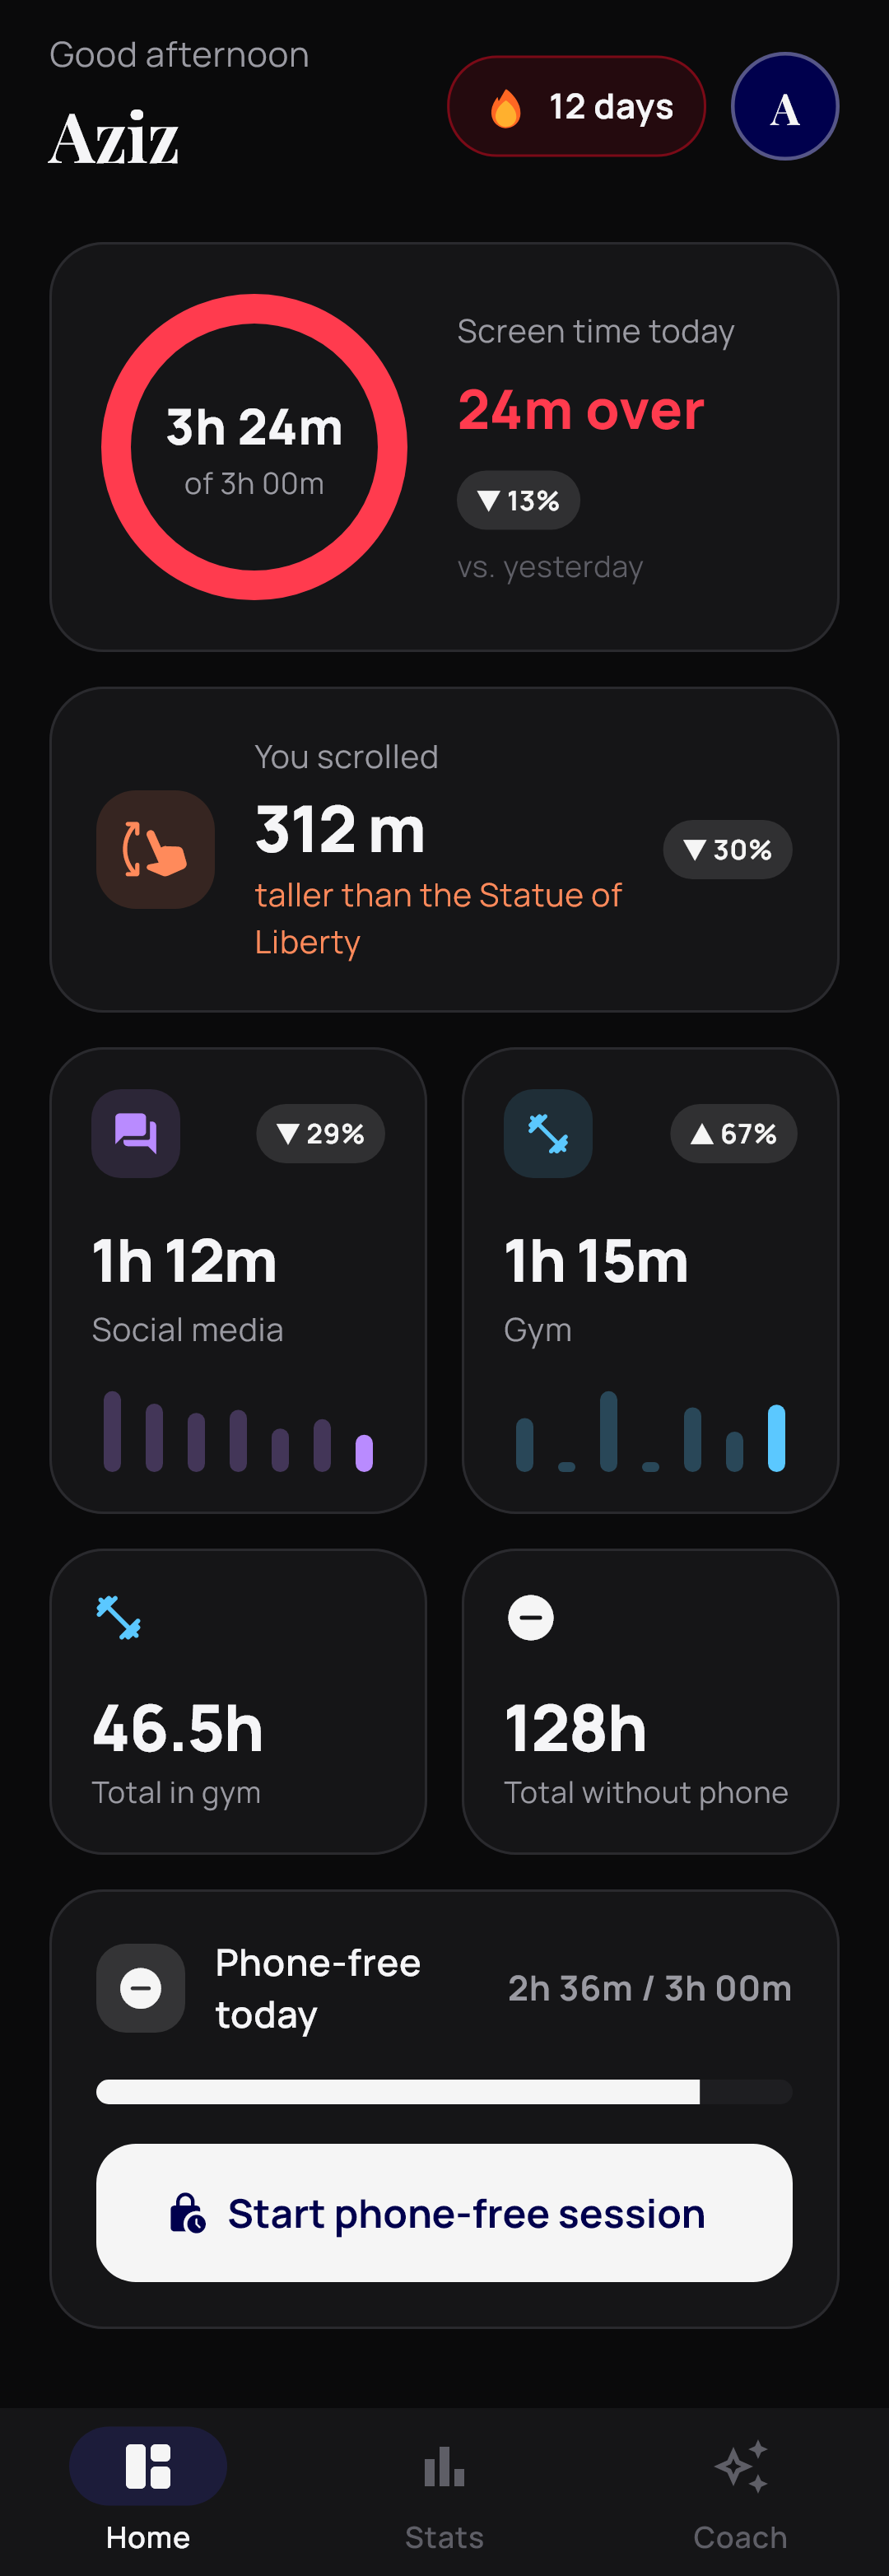 Good afternoon
Aziz
12 days
A
3h 24m
of 3h 00m
Screen time today
24m over
▼ 13%
vs. yesterday
You scrolled
312 m
taller than the Statue of
Liberty
▼ 30%
▼ 29%
1h 12m
Social media
▲ 67%
1h 15m
Gym
46.5h
Total in gym
128h
Total without phone
Phone-free
today
2h 36m / 3h 00m
Start phone-free session
Home
Stats
Coach